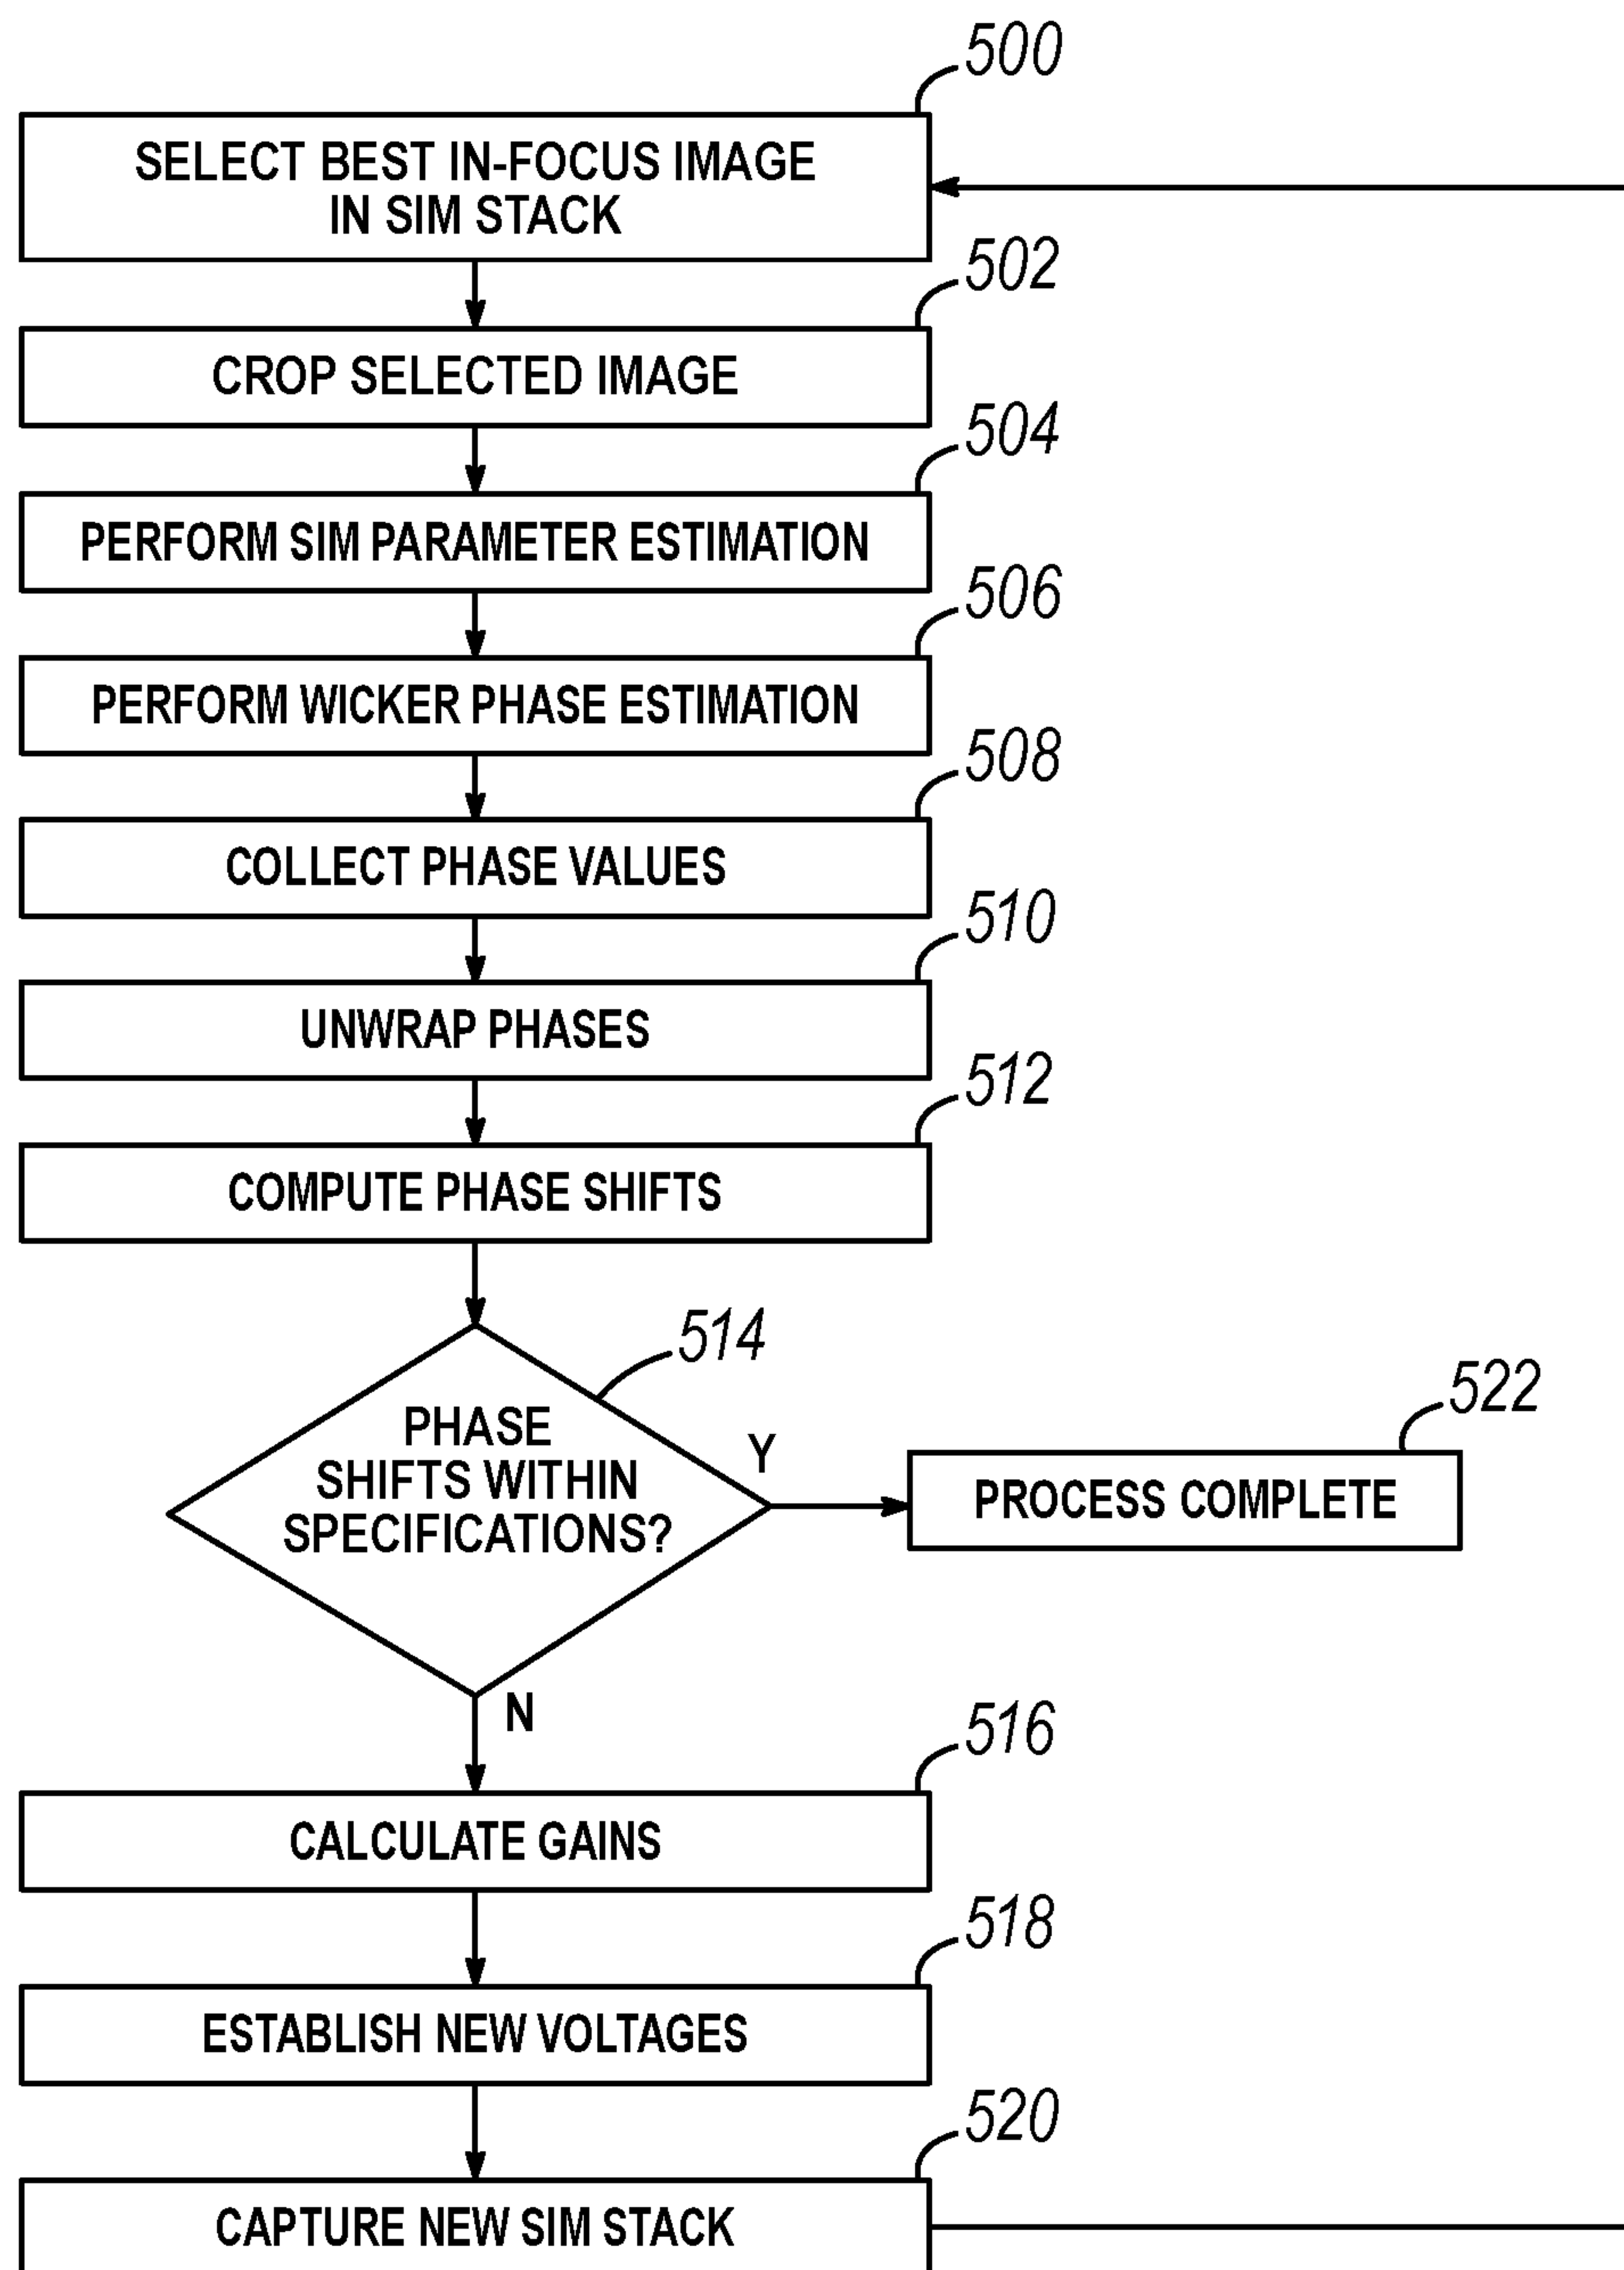 500
SELECT BEST IN-FOCUS IMAGE
IN SIM STACK
502
CROP SELECTED IMAGE
504
PERFORM SIM PARAMETER ESTIMATION
506
PERFORM WICKER PHASE ESTIMATION
508
COLLECT PHASE VALUES
510
UNWRAP PHASES
512
COMPUTE PHASE SHIFTS
514
PHASE
SHIFTS WITHIN
SPECIFICATIONS?
Y
522
PROCESS COMPLETE
N
516
CALCULATE GAINS
518
ESTABLISH NEW VOLTAGES
520
CAPTURE NEW SIM STACK